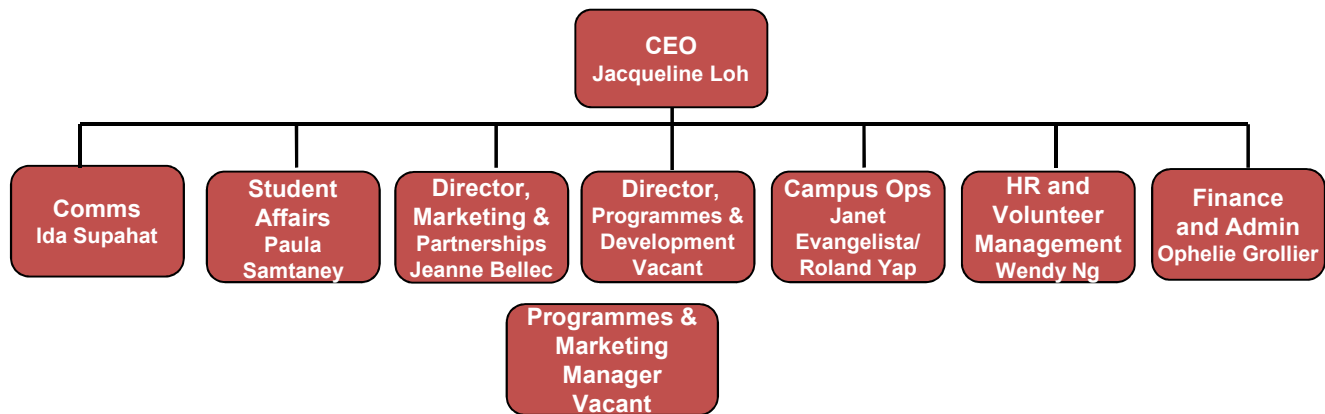 CEO
Jacqueline Loh
Comms
Ida Supahat
Student
Affairs
Paula
Samtaney
Director,
Marketing &
Partnerships
Jeanne Bellec
Director,
Programmes &
Development
Vacant
Campus Ops
Janet
Evangelista/
Roland Yap
HR and
Volunteer
Management
Wendy Ng
Finance
and Admin
Ophelie Grollier
Programmes &
Marketing
Manager
Vacant